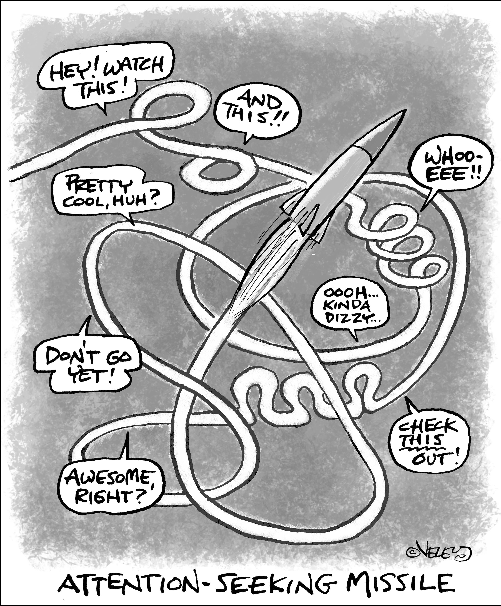 HEY! WATCH
THIS!
AND
THIS!!
WHOO-
EEE!!
PRETTY
COOL, HUH?
OOOH...
KINDA
DIZZY...
DON'T GO
YET!
CHECK
THIS
OUT!
AWESOME,
RIGHT?
ATTENTION-SEEKING MISSILE